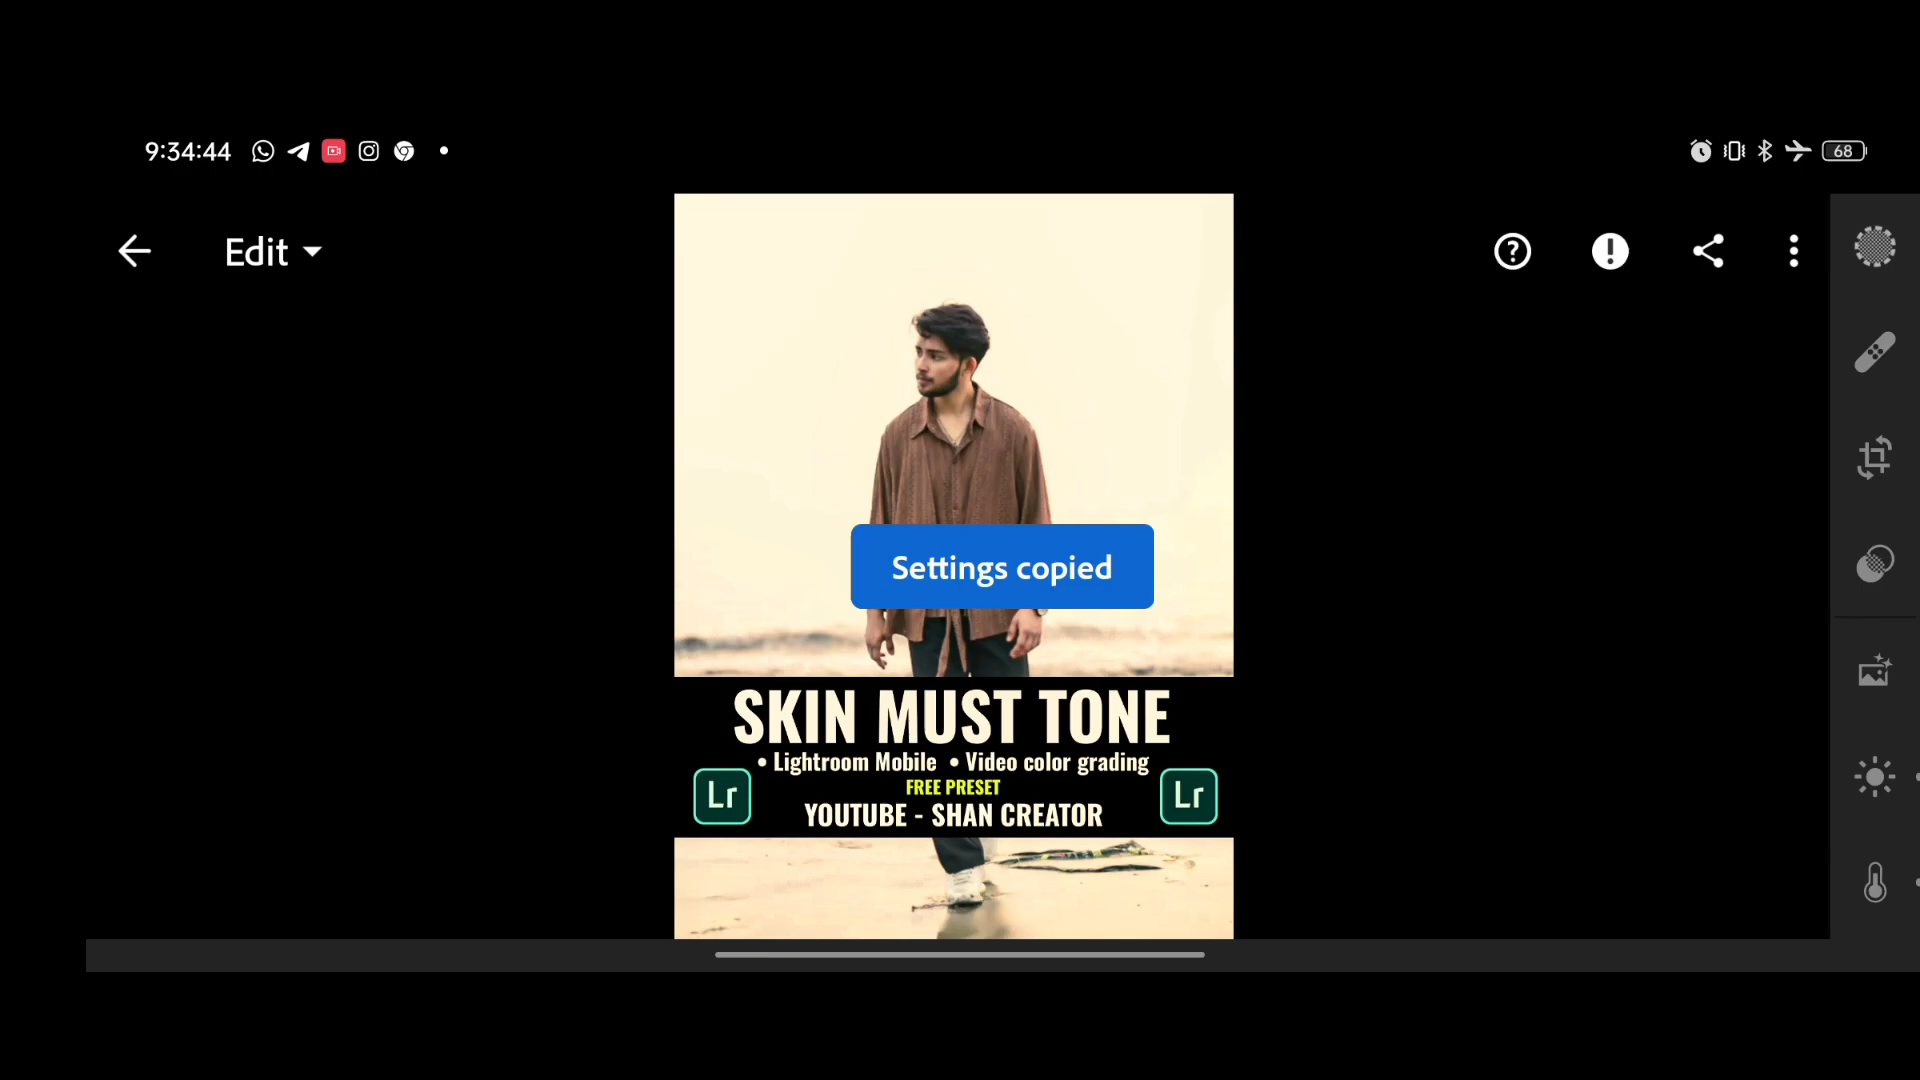 9:34:44
68
Edit
Settings copied
SKIN MUST TONE
• Lightroom Mobile • Video color grading
FREE PRESET
Lr
Lr
YOUTUBE - SHAN CREATOR